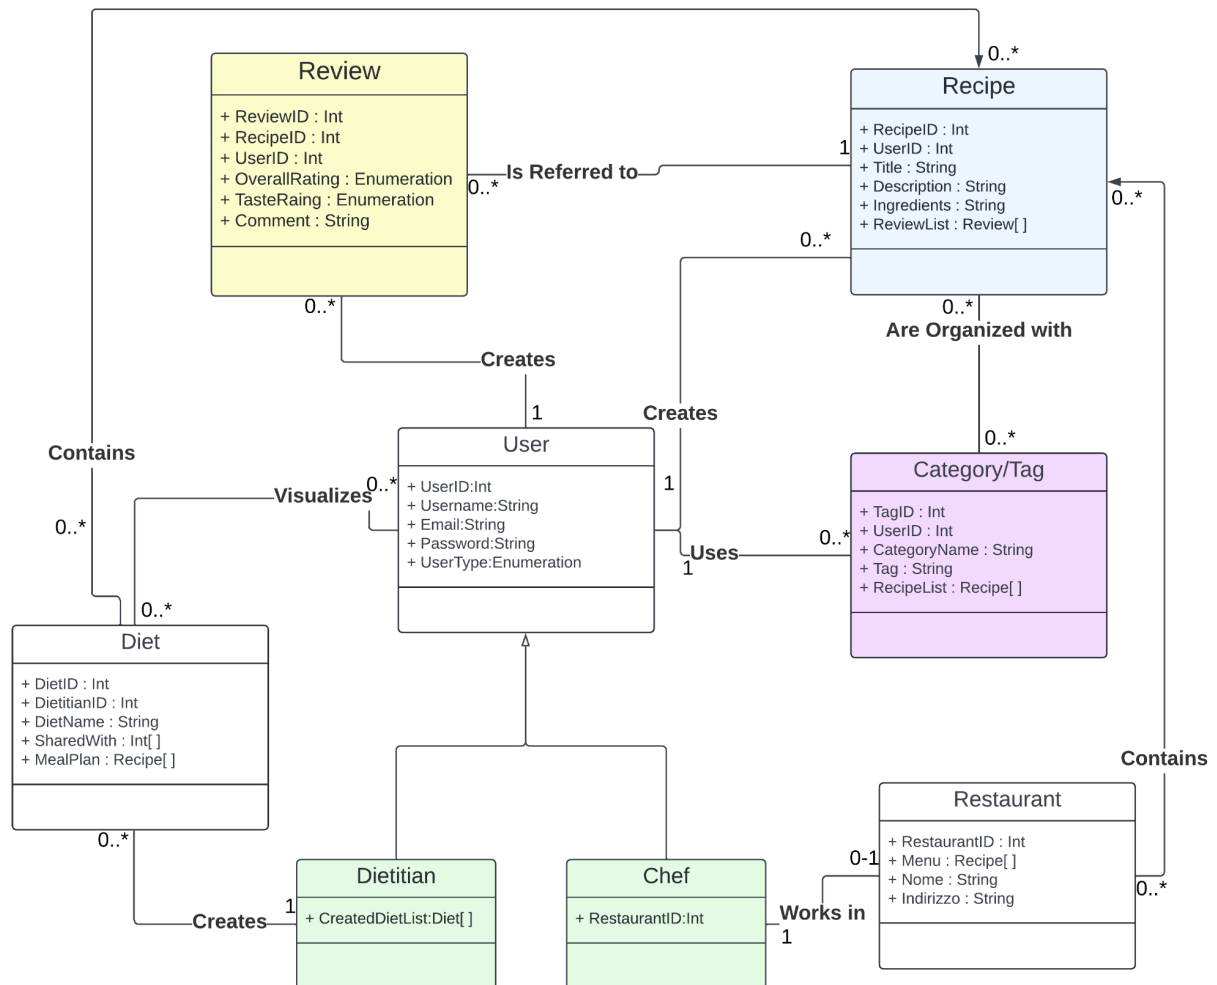 0..*
Review
+ ReviewID : Int
+ RecipeID : Int
+ UserID : Int
+ OverallRating : Enumeration
+ TasteRaing : Enumeration
+ Comment : String
0..*
Is Referred to
1
0..*
Recipe
+ RecipeID : Int
+ UserID : Int
+ Title : String
+ Description : String
+ Ingredients : String
+ ReviewList : Review[ ]
0..*
0..*
0..*
Are Organized with
0..*
Creates
1
Creates
1
Contains
0..*
Visualizes
0..*
0..*
User
+ UserID:Int
+ Username:String
+ Email:String
+ Password:String
+ UserType:Enumeration
Uses
1
0..*
Category/Tag
+ TagID : Int
+ UserID : Int
+ CategoryName : String
+ Tag : String
+ RecipeList : Recipe[ ]
Diet
+ DietID : Int
+ DietitianID : Int
+ DietName : String
+ SharedWith : Int[ ]
+ MealPlan : Recipe[ ]
0..*
Creates
1
Dietitian
+ CreatedDietList:Diet[ ]
Chef
+ RestaurantID:Int
Works in
1
0-1
Restaurant
+ RestaurantID : Int
+ Menu : Recipe[ ]
+ Nome : String
+ Indirizzo : String
Contains
0..*